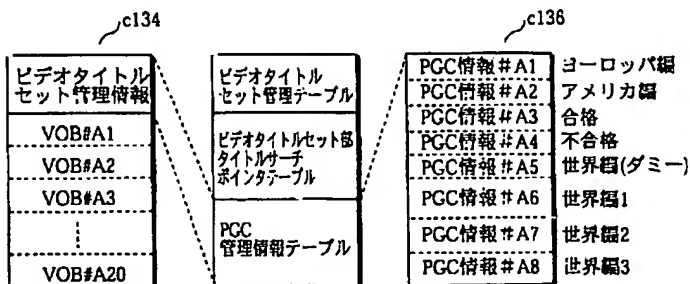 c134
c136
ビデオタイトル
セット管理情報
VOB#A1
VOB#A2
VOB#A3
VOB#A20
ビデオタイトル
セット管理テーブル
ビデオタイトルセット部
タイトルサーチ
ポインタテーブル
PGC
管理情報テーブル
PGC情報#A1 ヨーロッパ編
PGC情報#A2 アメリカ編
PGC情報#A3 合格
PGC情報#A4 不合格
PGC情報#A5 世界編(ダミー)
PGC情報#A6 世界編1
PGC情報#A7 世界編2
PGC情報#A8 世界編3